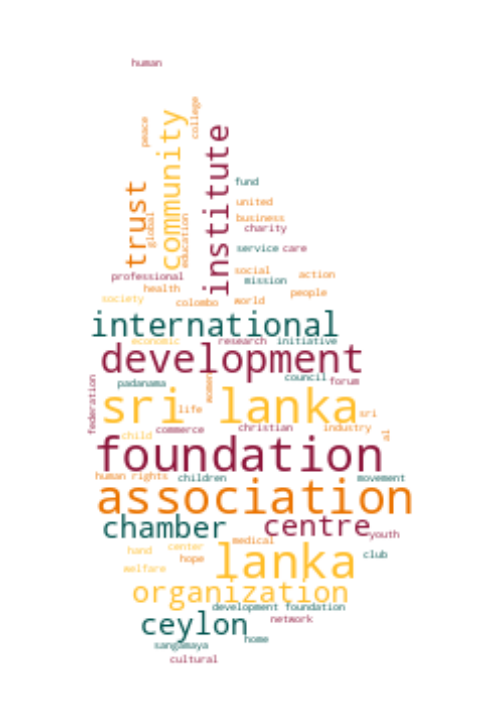 human
college
peace
community
institute
trust
fund
united
global
business
education
charity
service care
social
professional
mission
action
health
people
society
colombo
world
international
economic
research
initiative
development
council
forum
padanama
women
federation
sri lanka
life
sri
commerce
christian
industry
child
al
foundation
human rights
children
movement
association
chamber
centre
youth
medical
hand
center
club
hope
lanka
welfare
organization
development foundation
ceylon
network
home
sangamaya
cultural